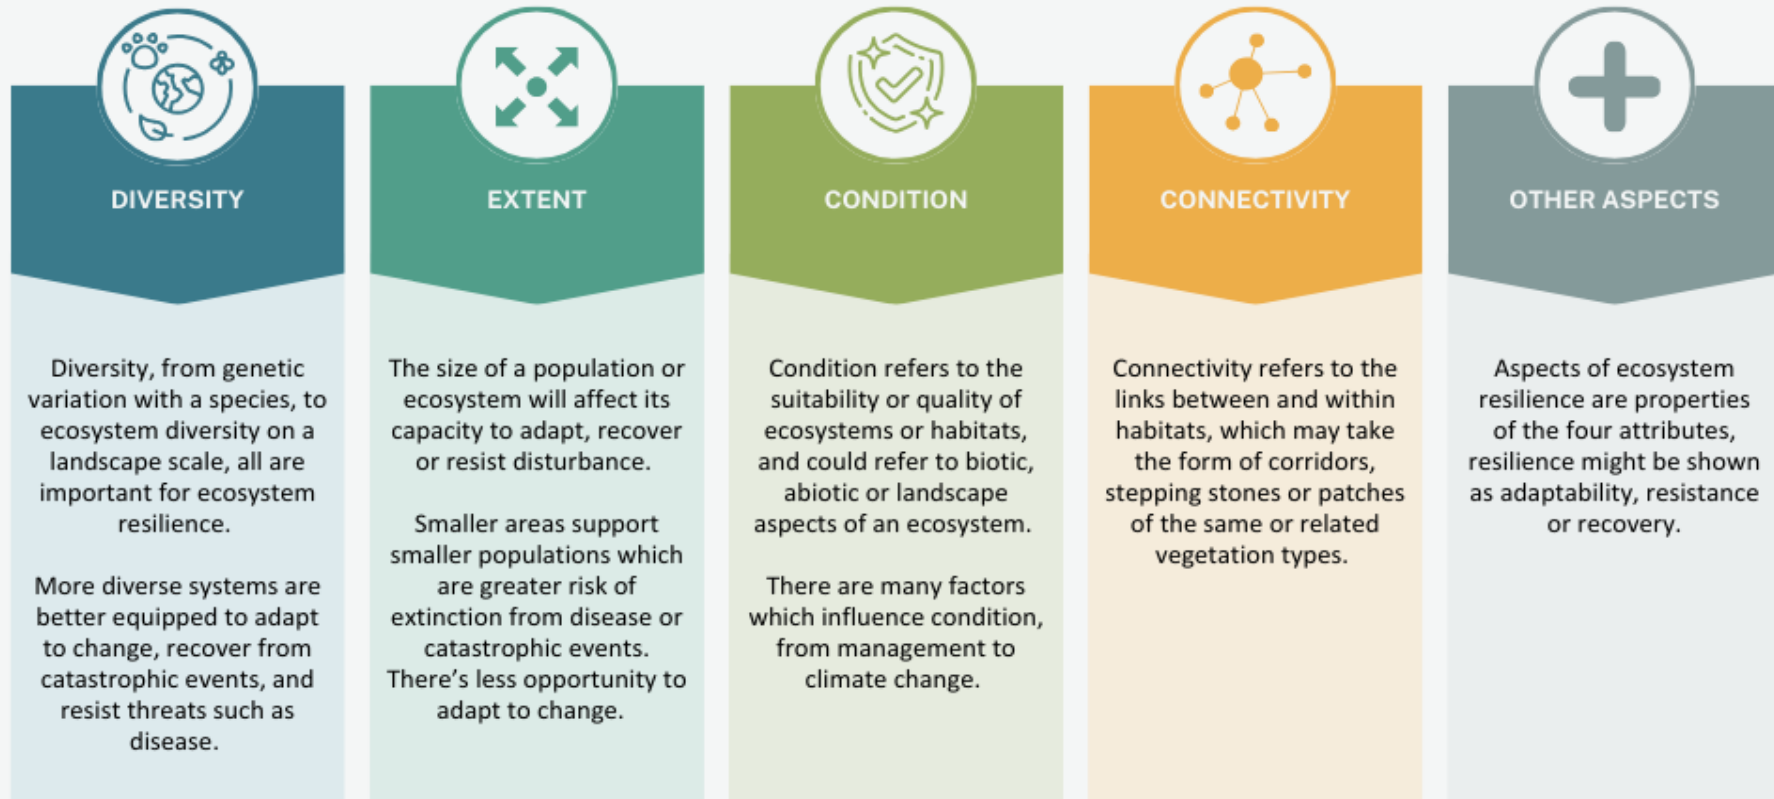 DIVERSITY
Diversity, from genetic
variation with a species, to
ecosystem diversity on a
landscape scale, all are
important for ecosystem
resilience.
More diverse systems are
better equipped to adapt
to change, recover from
catastrophic events, and
resist threats such as
disease.
EXTENT
The size of a population or
ecosystem will affect its
capacity to adapt, recover
or resist disturbance.
Smaller areas support
smaller populations which
are greater risk of
extinction from disease or
catastrophic events.
There’s less opportunity to
adapt to change.
CONDITION
Condition refers to the
suitability or quality of
ecosystems or habitats,
and could refer to biotic,
abiotic or landscape
aspects of an ecosystem.
There are many factors
which influence condition,
from management to
climate change.
CONNECTIVITY
Connectivity refers to the
links between and within
habitats, which may take
the form of corridors,
stepping stones or patches
of the same or related
vegetation types.
OTHER ASPECTS
Aspects of ecosystem
resilience are properties
of the four attributes,
resilience might be shown
as adaptability, resistance
or recovery.